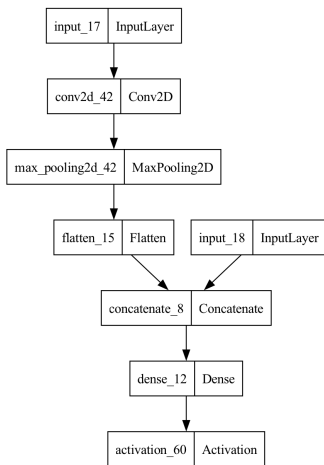 input_17 InputLayer
conv2d_42 Conv2D
max_pooling2d_42 MaxPooling2D
flatten_15 Flatten input_18 InputLayer
concatenate_8 Concatenate
dense_12 Dense
activation_60 Activation